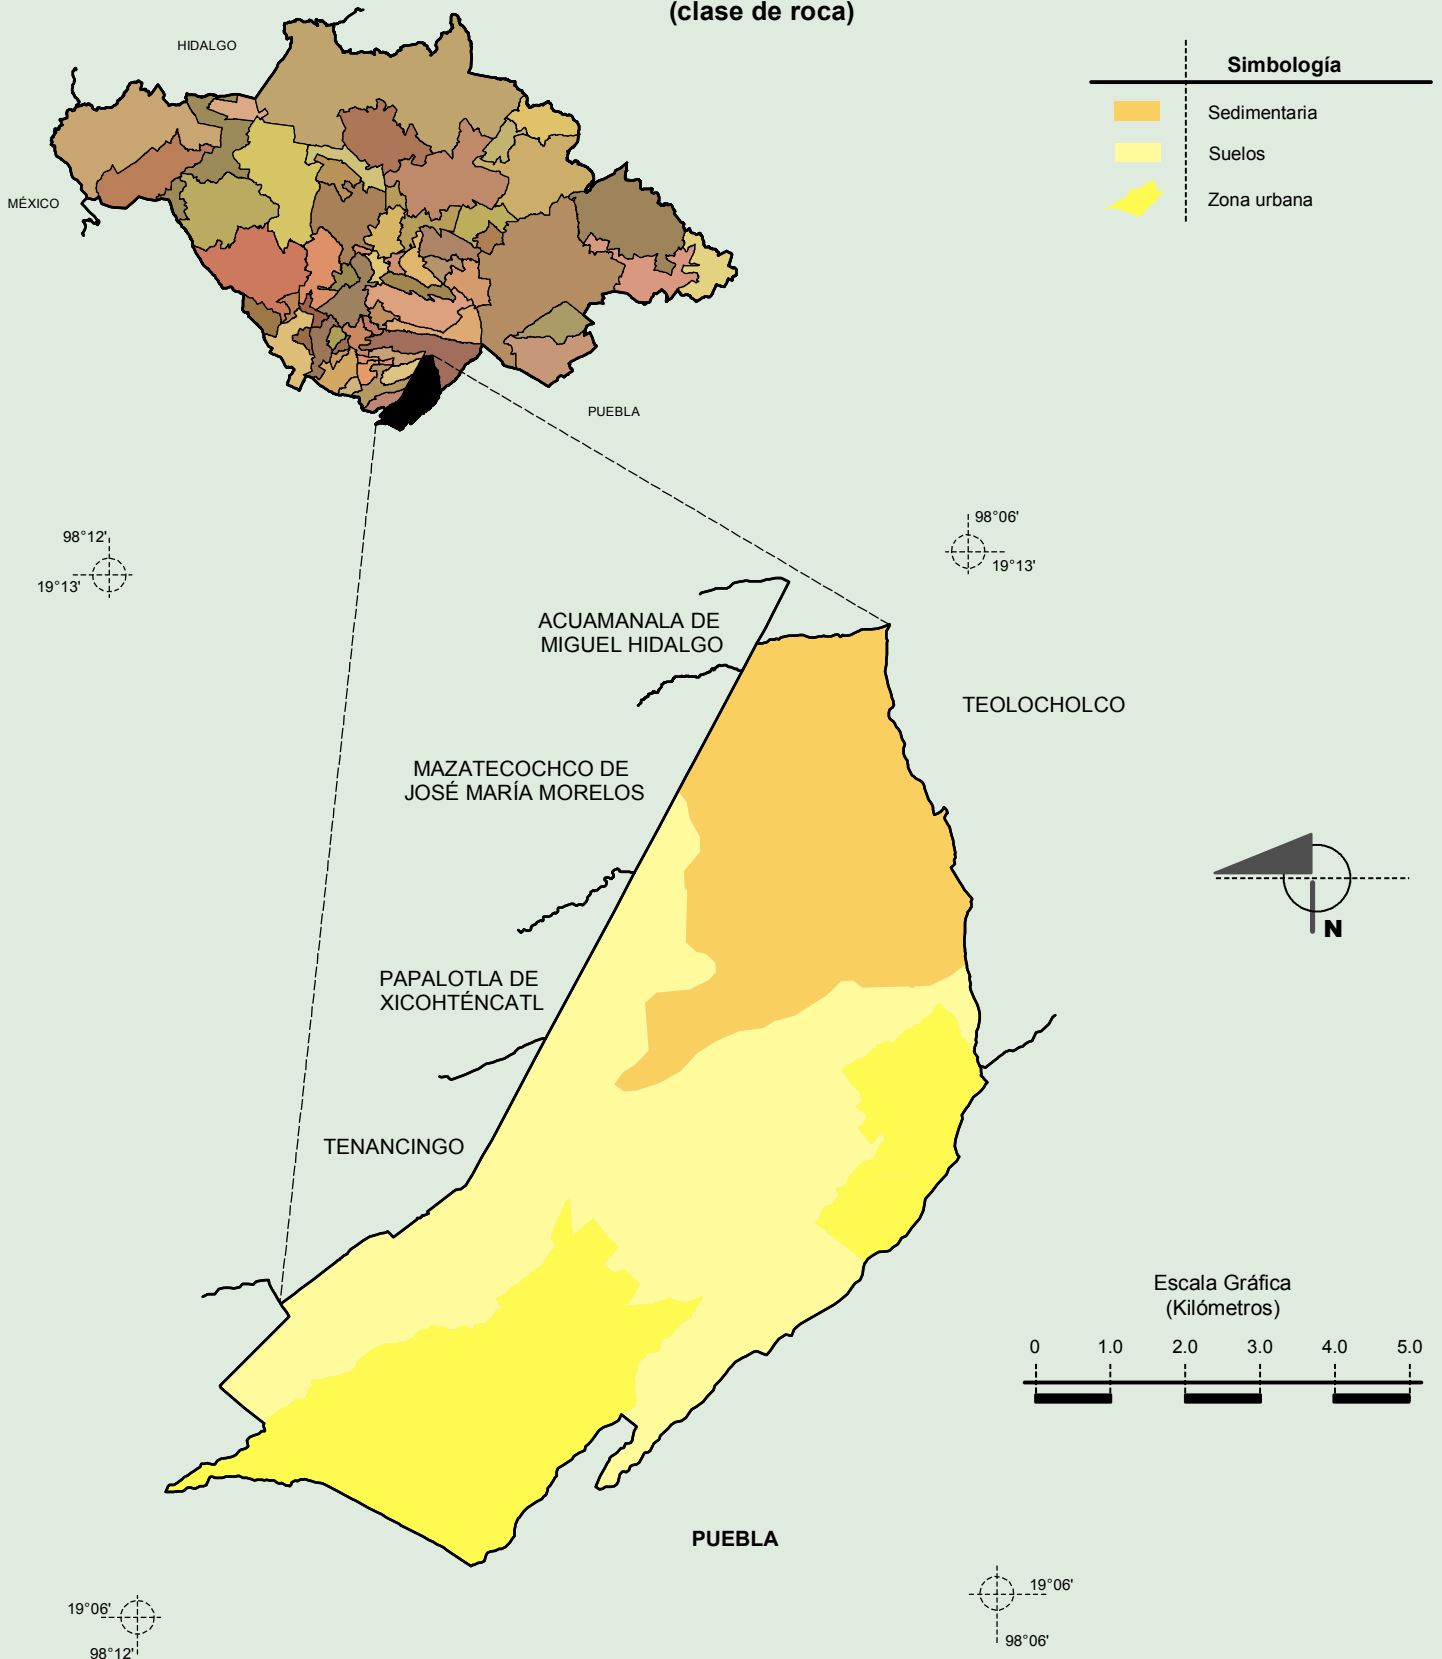 (clase de roca)
HIDALGO
MÉXICO
PUEBLA
Simbología
Sedimentaria
Suelos
Zona urbana
98°12'
19°13'
98°06'
19°13'
ACUAMANALA DE
MIGUEL HIDALGO
TEOLOCHOLCO
MAZATECOCHCO DE
JOSÉ MARÍA MORELOS
N
PAPALOTLA DE
XICOHTÉNCATL
TENANCINGO
Escala Gráfica
(Kilómetros)
0 1.0 2.0 3.0 4.0 5.0
PUEBLA
19°06'
98°12'
19°06'
98°06'